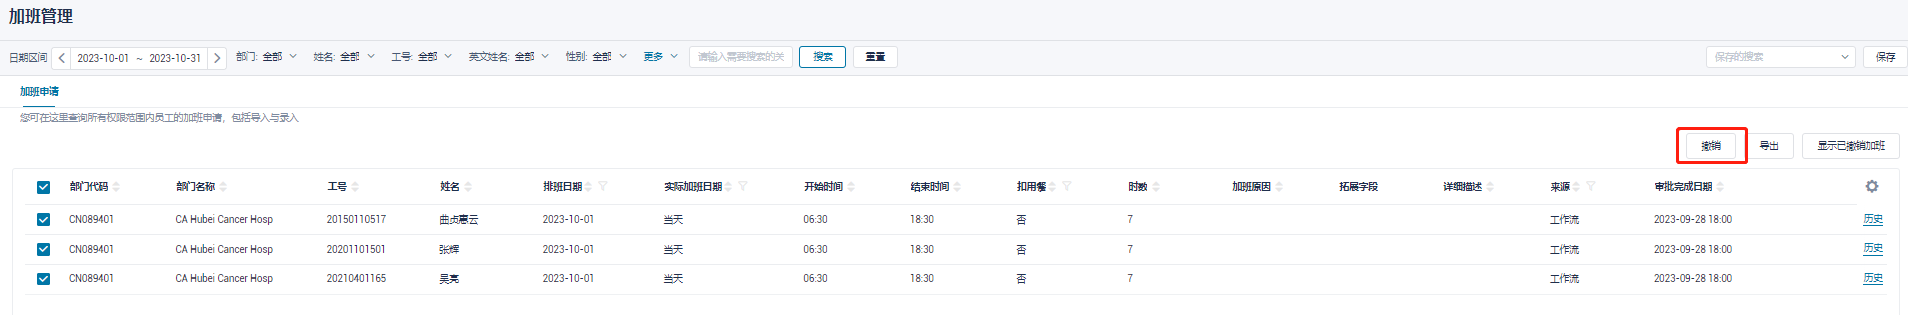 加班管理
日期区间 2023-10-01 ~ 2023-10-31 部门: 全部 姓名: 全部 工号: 全部 英文姓名: 全部 性别: 全部 更多 请输入需要搜索的关 搜索 重置 保存的搜索 保存
加班申请
您可在这里查询所有权限范围内员工的加班申请，包括导入与录入
撤销 导出 显示已撤销加班
部门代码 部门名称 工号 姓名 排班日期 实际加班日期 开始时间 结束时间 扣用餐 时数 加班原因 拓展字段 详细描述 来源 审批完成日期
CN089401 CA Hubei Cancer Hosp 20150110517 曲贞惠云 2023-10-01 当天 06:30 18:30 否 7 工作流 2023-09-28 18:00 历史
CN089401 CA Hubei Cancer Hosp 20201101501 张辉 2023-10-01 当天 06:30 18:30 否 7 工作流 2023-09-28 18:00 历史
CN089401 CA Hubei Cancer Hosp 20210401165 吴亮 2023-10-01 当天 06:30 18:30 否 7 工作流 2023-09-28 18:00 历史